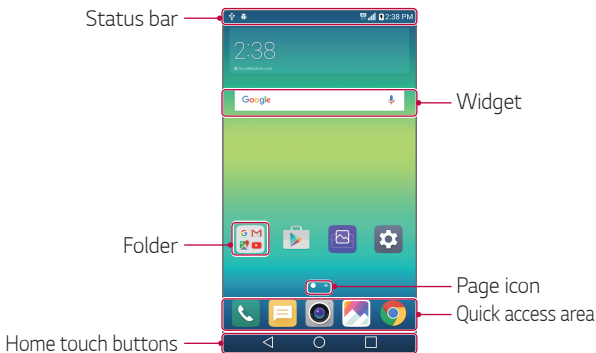 Status bar
2:38 PM
2:38
Google
Widget
Folder
Page icon
Quick access area
Home touch buttons